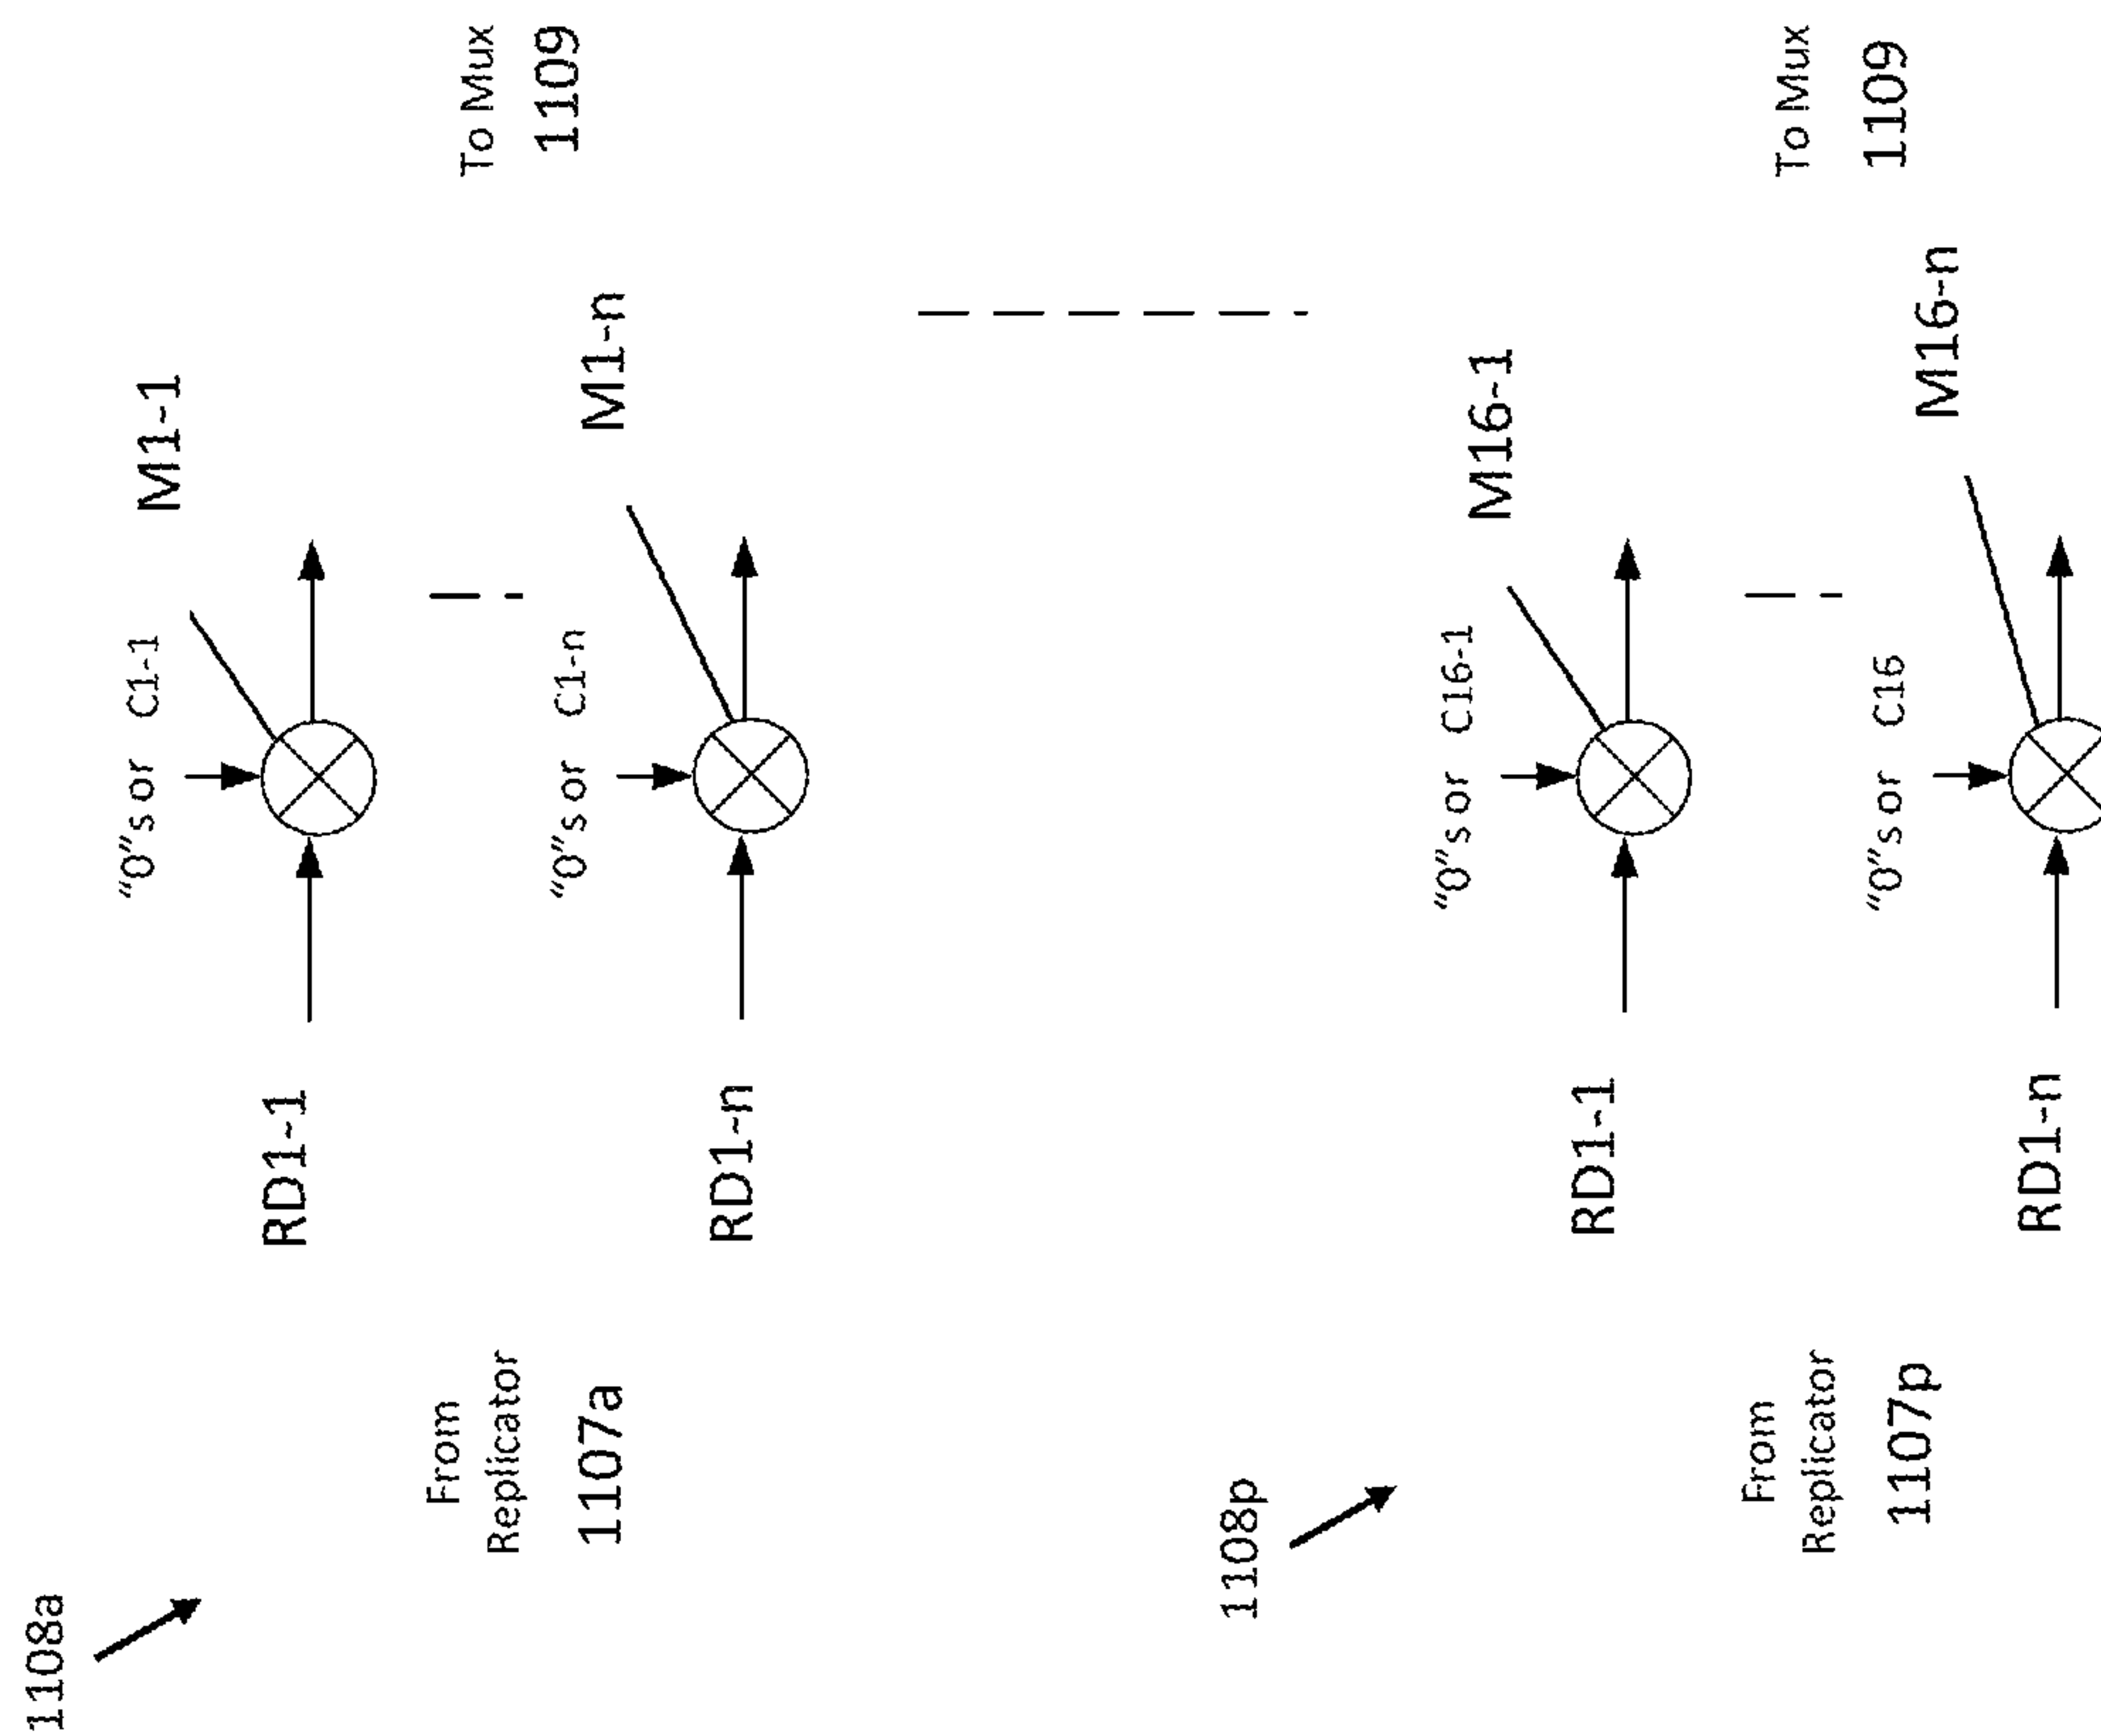 1108a
M1-1
"0"s or C1-1
RD1-1
To Mux
1109
From
Replicator
1107a
M1-n
"0"s or C1-n
RD1-n
1108p
M16-1
"0"s or C16-1
RD1-1
To Mux
1109
From
Replicator
1107p
M16-n
"0"s or C16
RD1-n